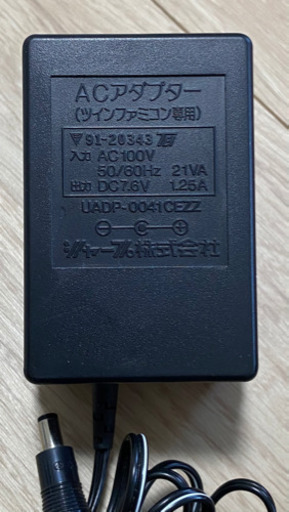 ACアダプター
(ツインファミコン専用)
▽91-20343
入力 AC100V
50/60Hz 21VA
出力 DC7.6V 1.25A
UADP-0041CEZZ
シャープ株式会社